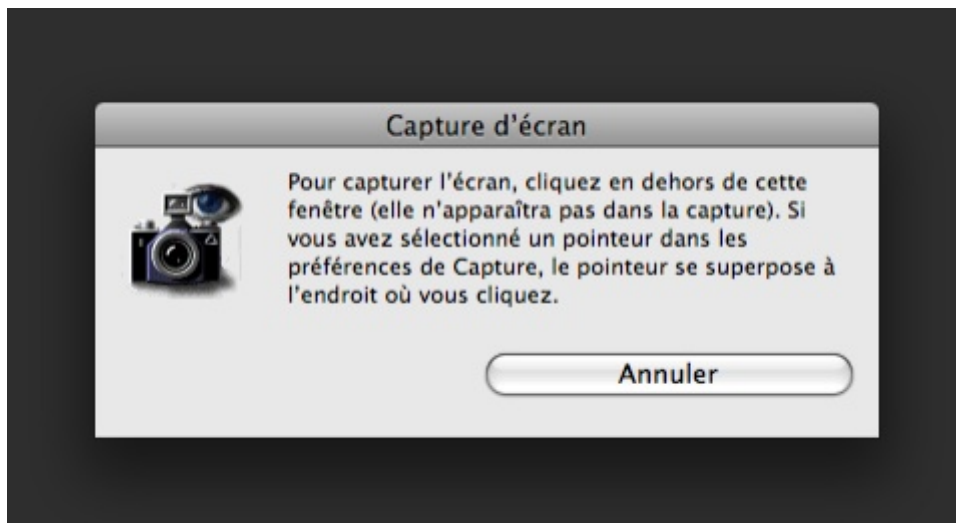 Capture d’écran
Pour capturer l’écran, cliquez en dehors de cette
fenêtre (elle n’apparaîtra pas dans la capture). Si
vous avez sélectionné un pointeur dans les
préférences de Capture, le pointeur se superpose à
l’endroit où vous cliquez.
Annuler